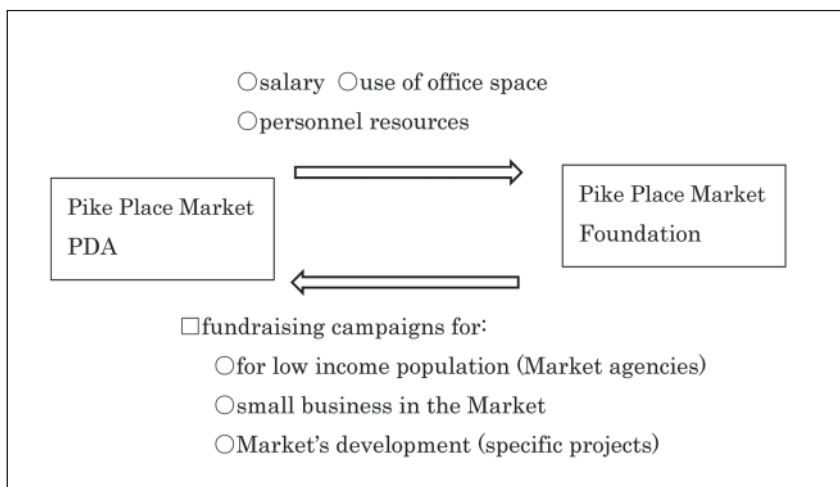 ○salary ○use of office space
○personnel resources
Pike Place Market
PDA
Pike Place Market
Foundation
□fundraising campaigns for:
○for low income population (Market agencies)
○small business in the Market
○Market's development (specific projects)